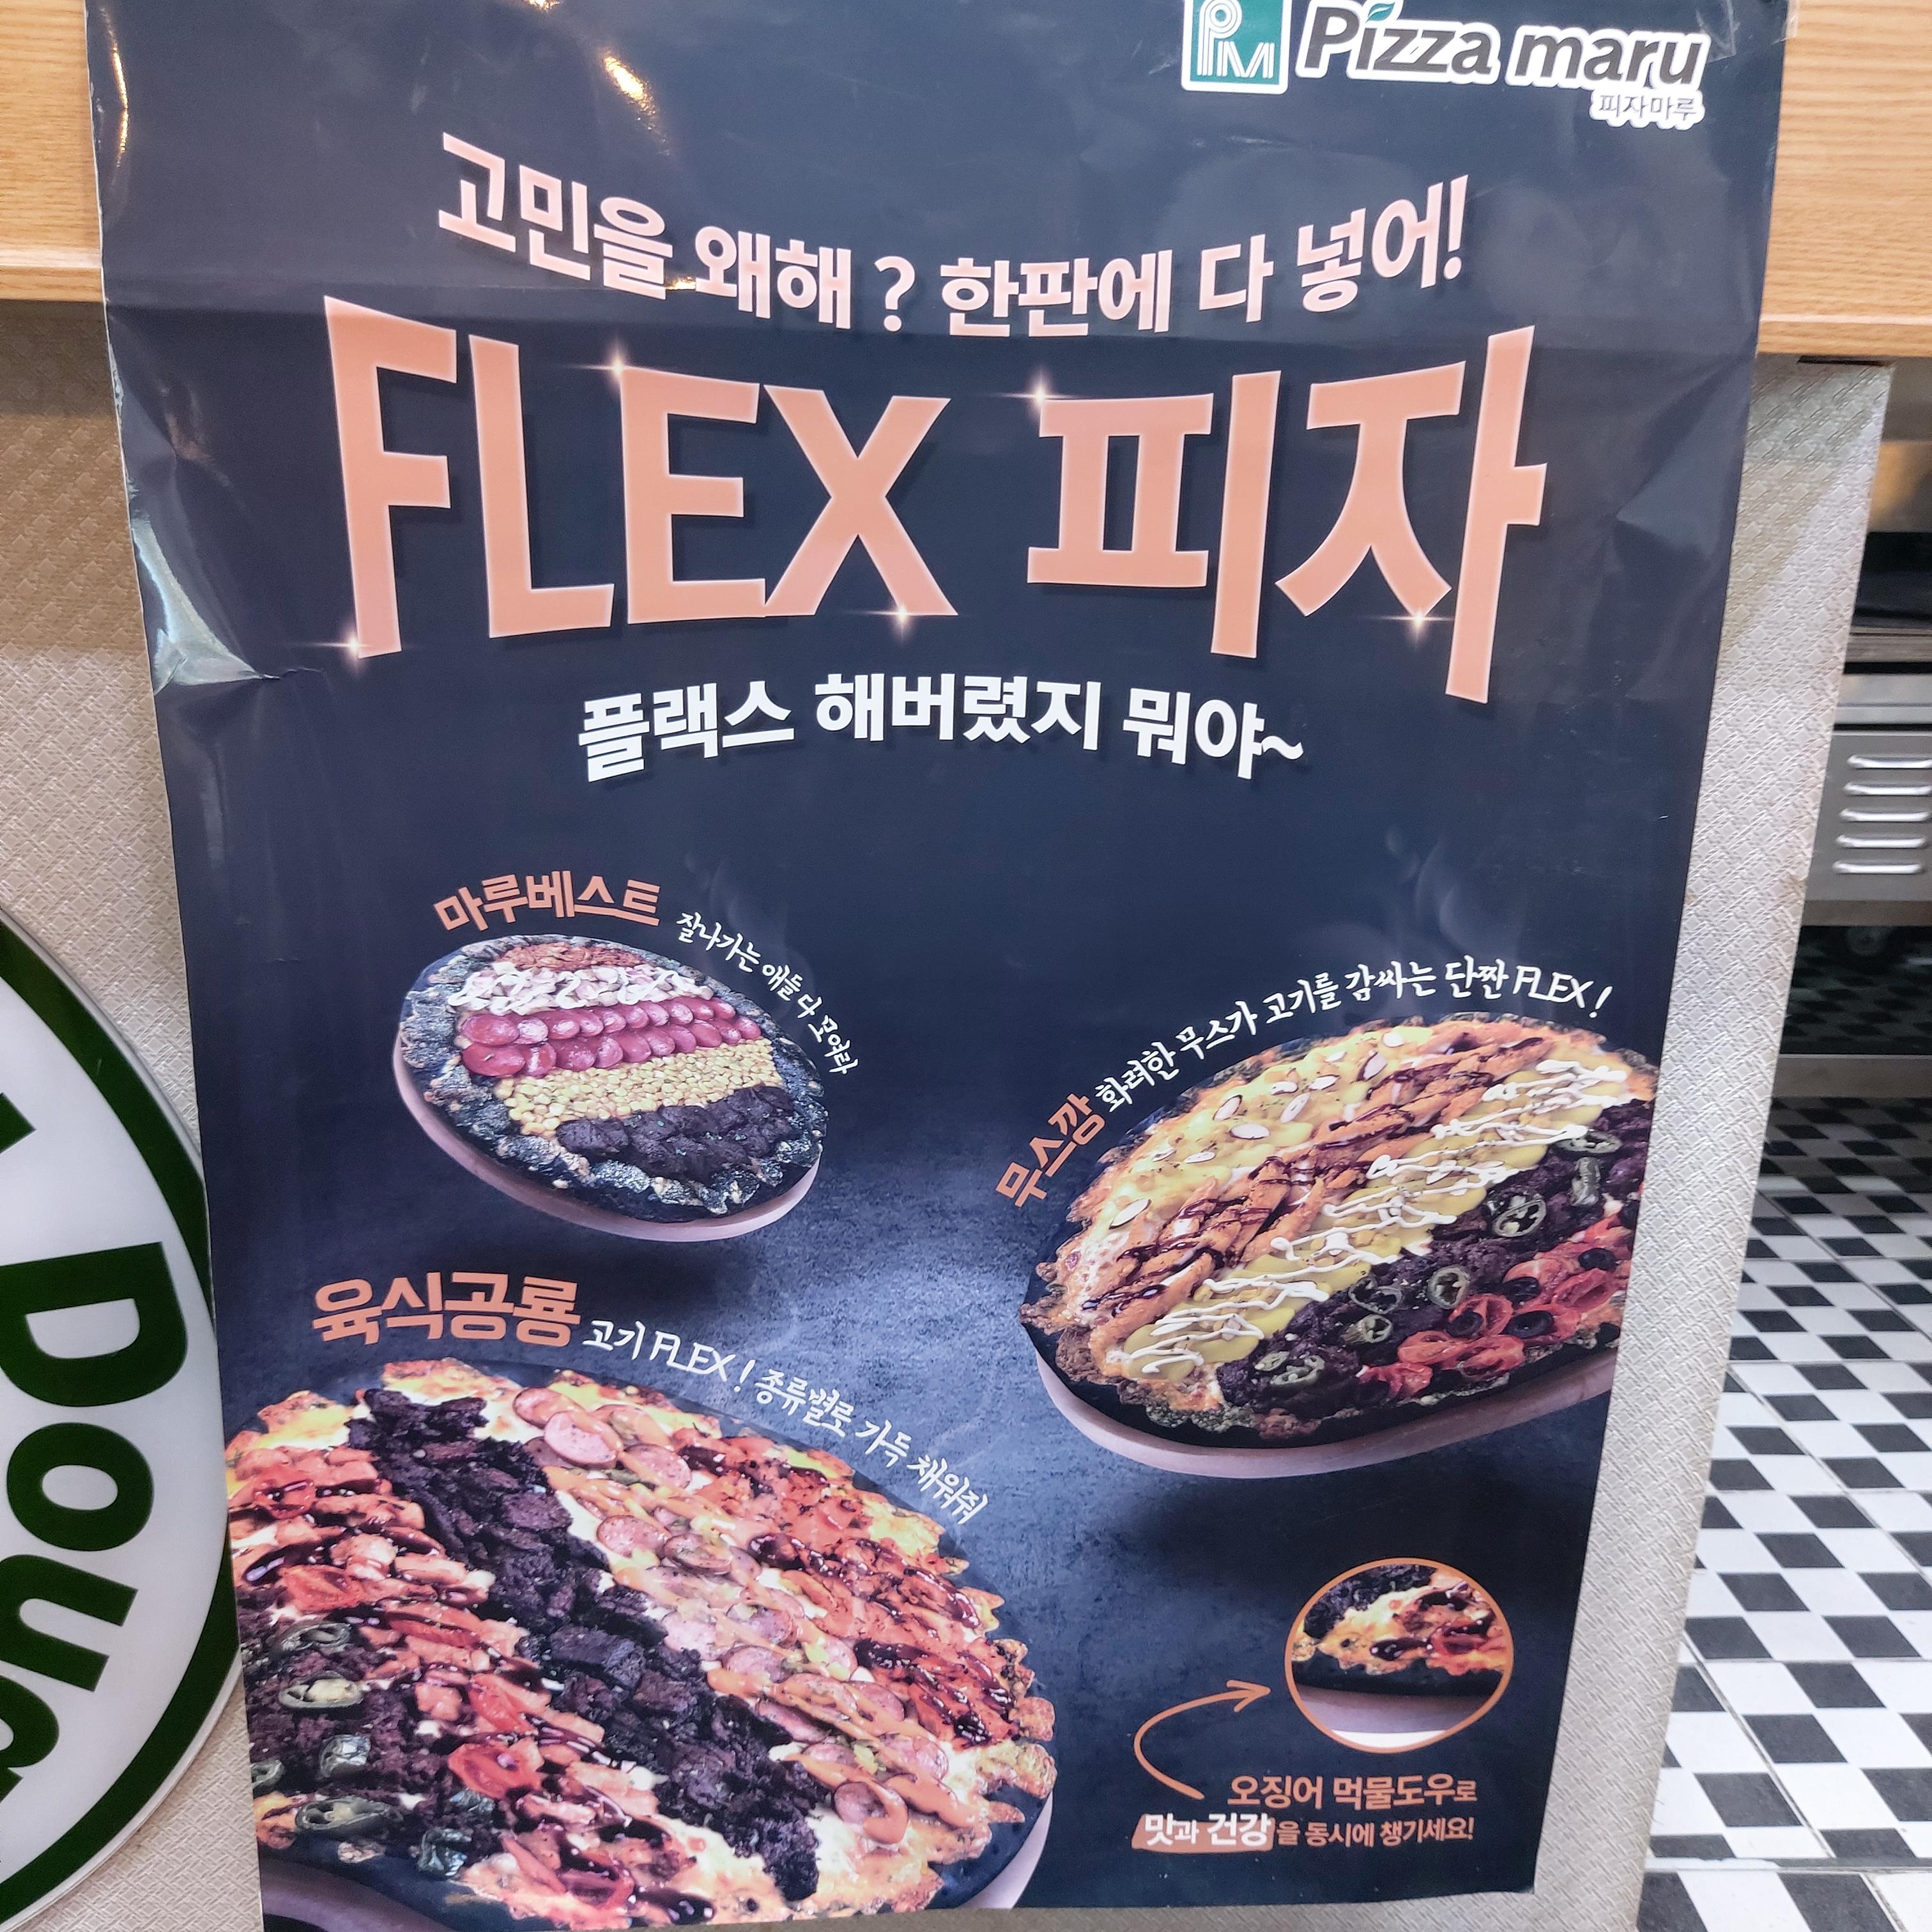 PM Pizza maru
피자마루
고민을 왜해? 한판에 다 넣어!
FLEX 피자
플랙스 해버렸지 뭐야~
마루베스트 잘나가는 애들 다 모여라
무스깡 화려한 무스가 고기를 감싸는 단짠 FLEX!
육식공룡 고기 FLEX! 종류별로 가득 채워줘
오징어 먹물도우로
맛과 건강을 동시에 챙기세요!